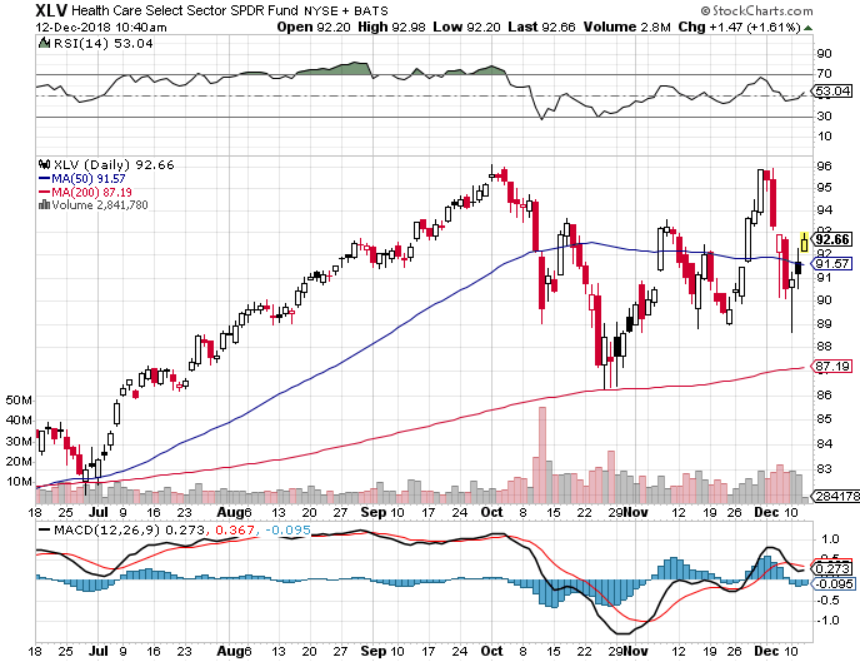 XLV Health Care Select Sector SPDR Fund NYSE + BATS © StockCharts.com
12-Dec-2018 10:40am Open 92.20 High 92.98 Low 92.20 Last 92.66 Volume 2.8M Chg +1.47 (+1.61%)
RSI(14) 53.04
90
70
53.04
30
10
XLV (Daily) 92.66
MA(50) 91.57
MA(200) 87.19
Volume 2,841,780
96
95
94
93
92.66
92
91.57
91
90
89
88
87.19
86
85
84
83
50M
40M
30M
20M
10M
284178
18 25 Jul 9 16 23 Aug 6 13 20 27 Sep 10 17 24 Oct 8 15 22 29 Nov 12 19 26 Dec 10
MACD(12,26,9) 0.273, 0.367, -0.095
1.0
0.5
0.273
-0.095
-0.5
-1.0
18 25 Jul 9 16 23 Aug 6 13 20 27 Sep 10 17 24 Oct 8 15 22 29 Nov 12 19 26 Dec 10